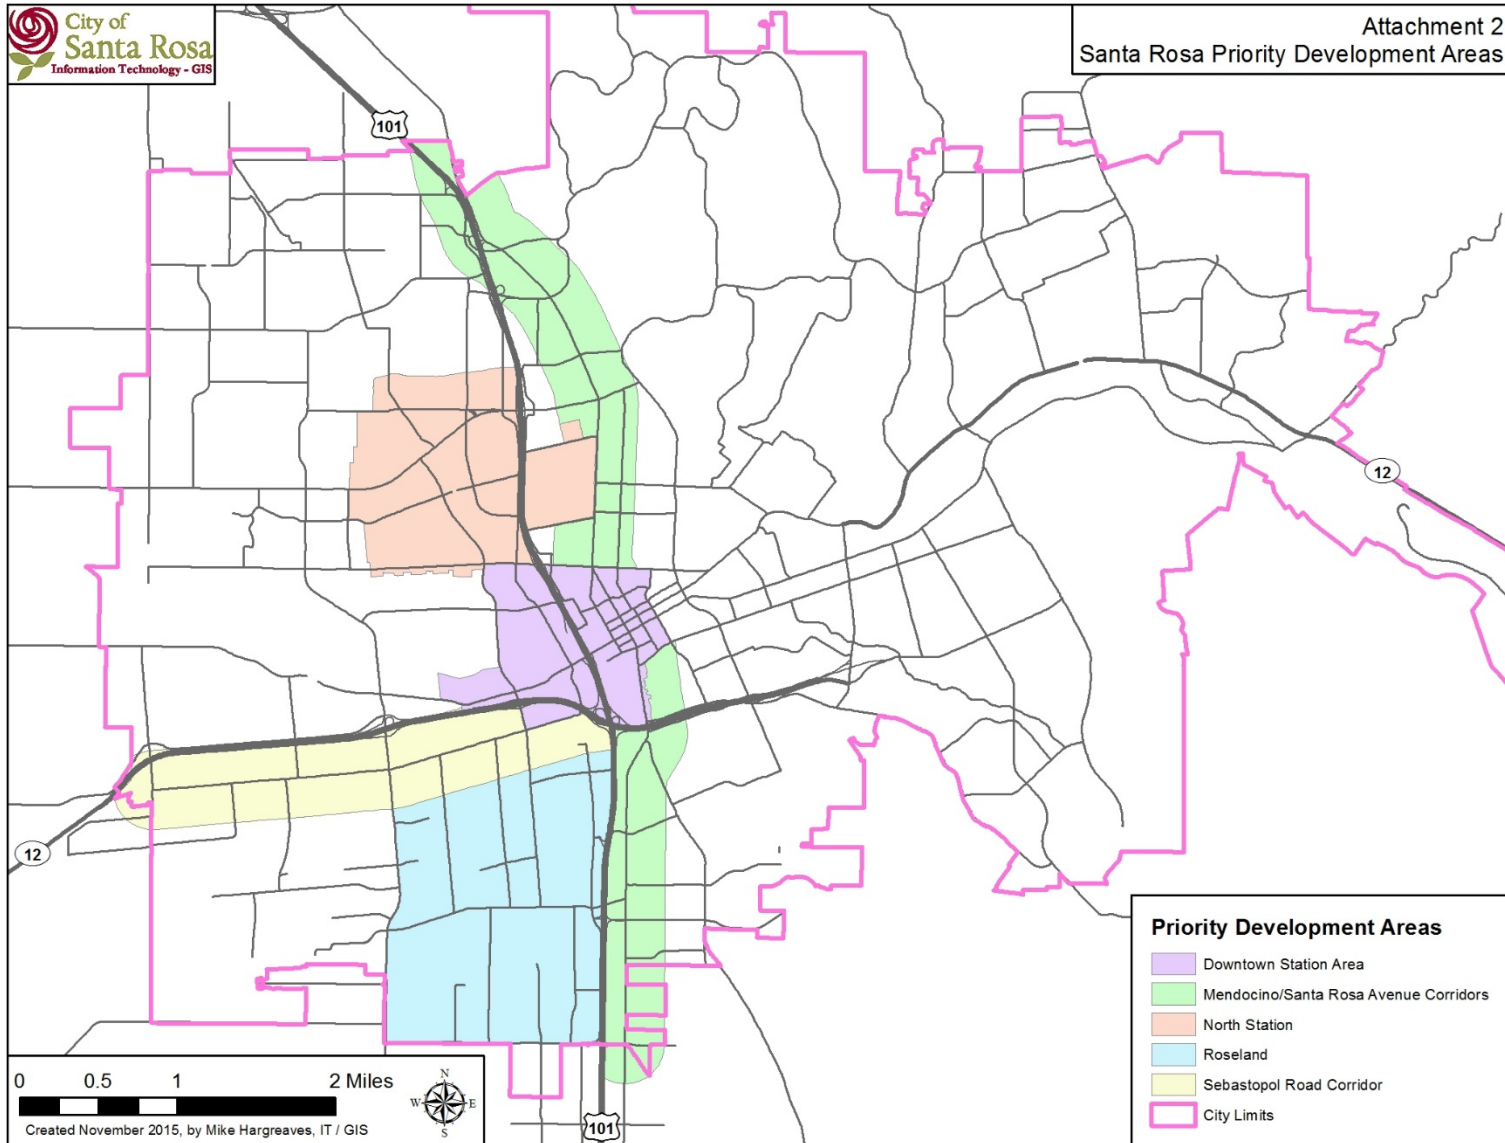 City of
Santa Rosa
Information Technology - GIS
Attachment 2
Santa Rosa Priority Development Areas
101
12
12
Priority Development Areas
Downtown Station Area
Mendocino/Santa Rosa Avenue Corridors
North Station
Roseland
Sebastopol Road Corridor
City Limits
0 0.5 1 2 Miles
N
W E
S
Created November 2015, by Mike Hargreaves, IT / GIS
101